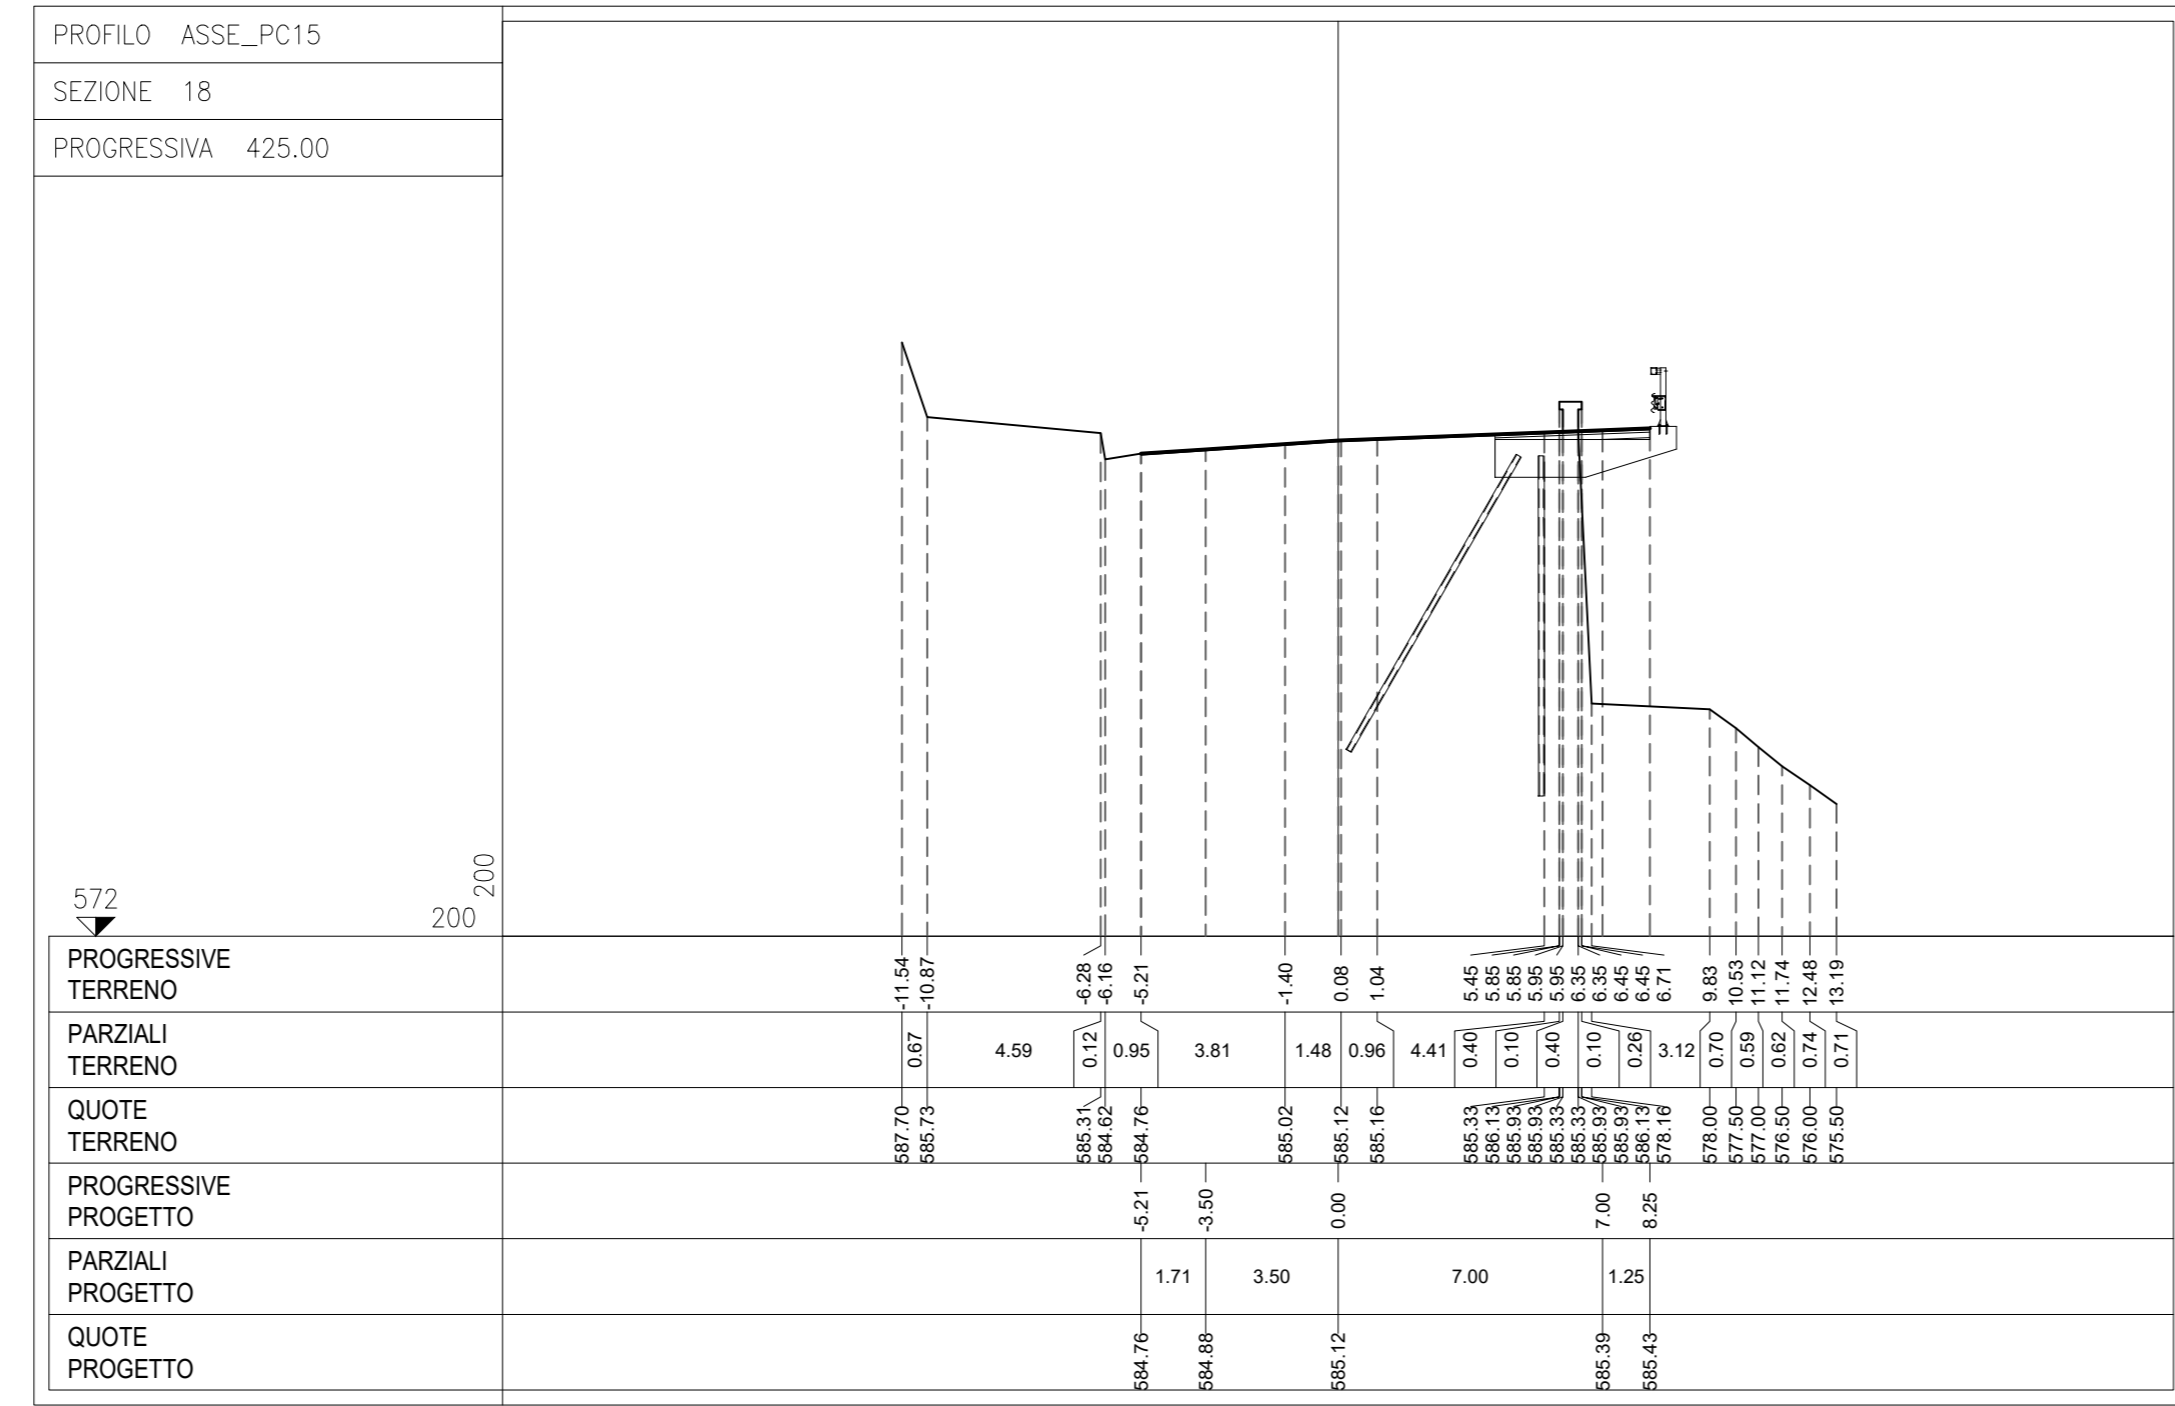 PROFILO ASSE_PC15
SEZIONE 18
PROGRESSIVA 425.00
572
200
200
PROGRESSIVE
TERRENO
-11.54 -10.87 -6.28 -6.16 -5.21 -1.40 0.08 1.04 5.45 5.85 5.85 5.95 5.95 6.35 6.35 6.45 6.45 6.71 9.83 10.53 11.12 11.74 12.48 13.19
PARZIALI
TERRENO
0.67 4.59 0.12 0.95 3.81 1.48 0.96 4.41 0.40 0.10 0.40 0.10 0.26 3.12 0.70 0.59 0.62 0.74 0.71
QUOTE
TERRENO
587.70 585.73 585.31 584.62 584.76 585.02 585.12 585.16 585.33 586.13 585.93 585.93 585.33 585.33 585.93 585.93 586.13 578.16 578.00 577.50 577.00 576.50 576.00 575.50
PROGRESSIVE
PROGETTO
-5.21 -3.50 0.00 7.00 8.25
PARZIALI
PROGETTO
1.71 3.50 7.00 1.25
QUOTE
PROGETTO
584.76 584.88 585.12 585.39 585.43